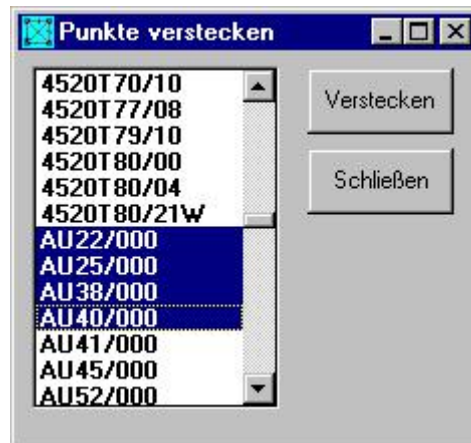 Punkte verstecken
4520T70/10
4520T77/08
4520T79/10
4520T80/00
4520T80/04
4520T80/21W
AU22/000
AU25/000
AU38/000
AU40/000
AU41/000
AU45/000
AU52/000
Verstecken
Schließen